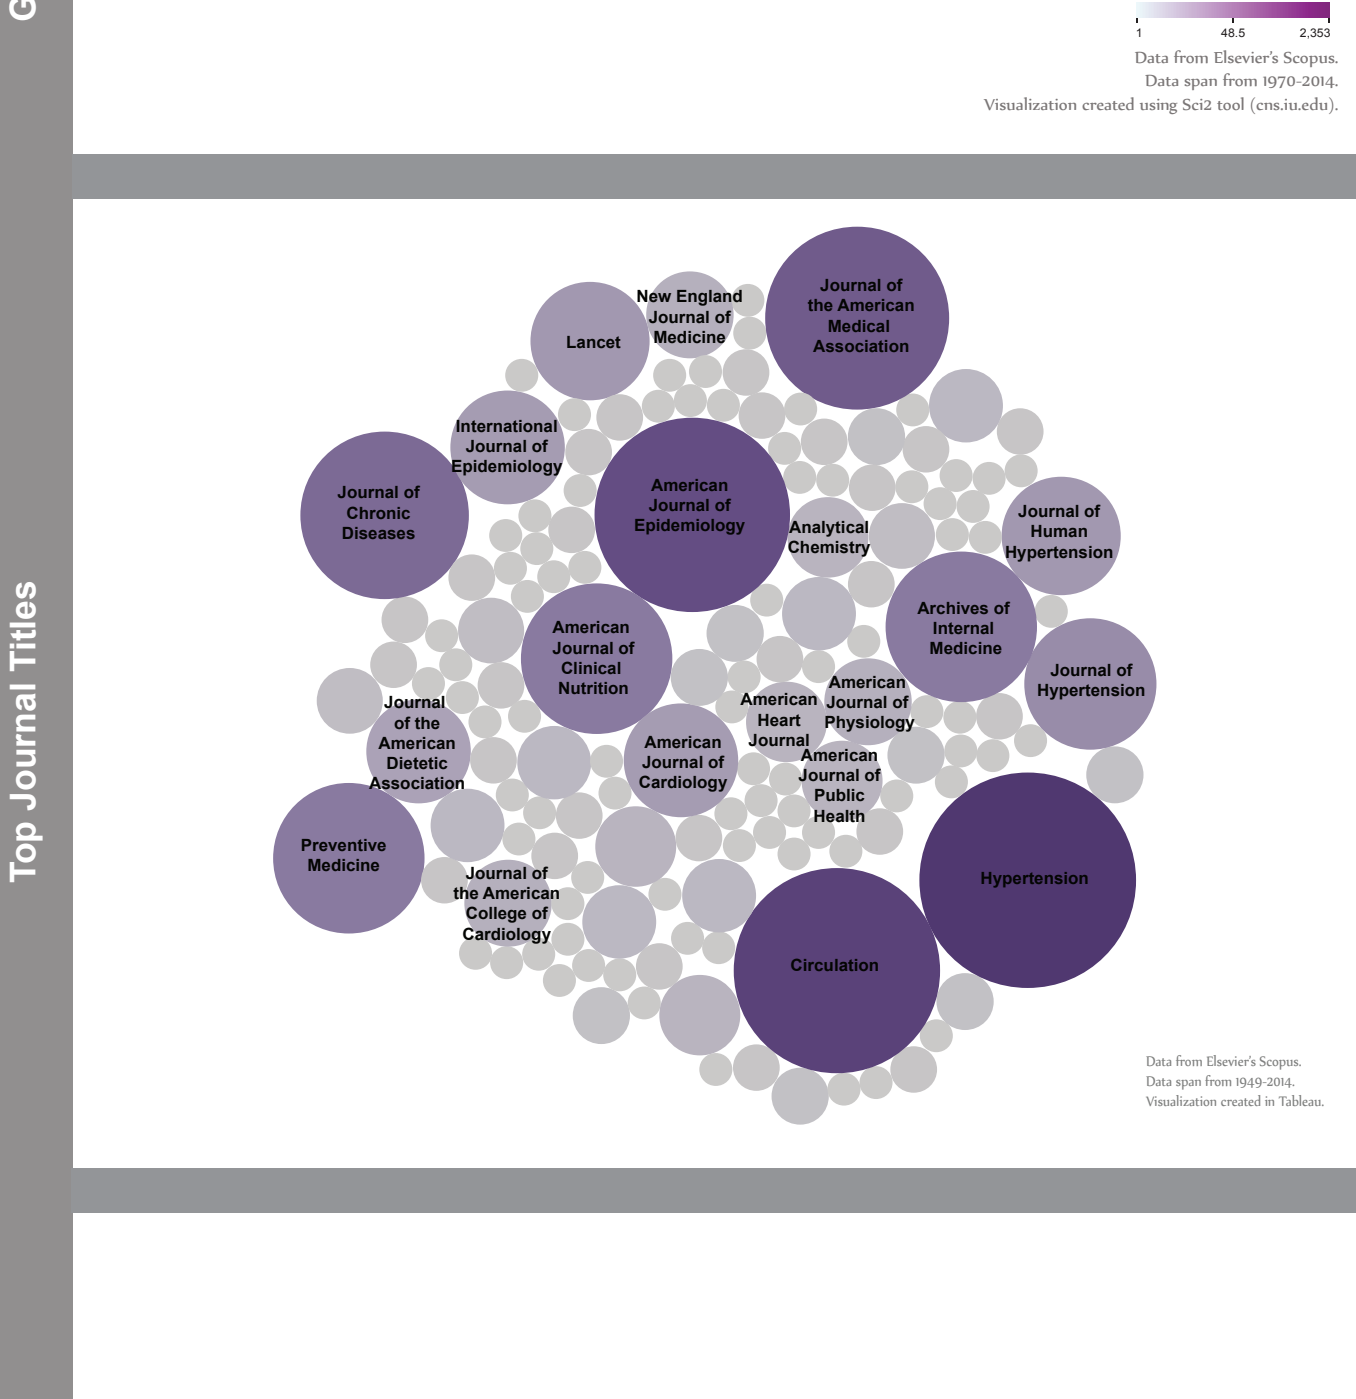 1
48.5
2,353
Data from Elsevier's Scopus.
Data span from 1970-2014.
Visualization created using Sci2 tool (cns.iu.edu).
G
Top Journal Titles
Journal of
the American
Medical
Association
New England
Journal of
Medicine
Lancet
International
Journal of
Epidemiology
Journal of
Chronic
Diseases
American
Journal of
Epidemiology
Analytical
Chemistry
Journal of
Human
Hypertension
Archives of
Internal
Medicine
American
Journal of
Clinical
Nutrition
Journal of
Hypertension
American
Journal of
Physiology
American
Heart
Journal
Journal
of the
American
Dietetic
Association
American
Journal of
Cardiology
American
Journal of
Public
Health
Preventive
Medicine
Journal of
the American
College of
Cardiology
Hypertension
Circulation
Data from Elsevier's Scopus.
Data span from 1949-2014.
Visualization created in Tableau.